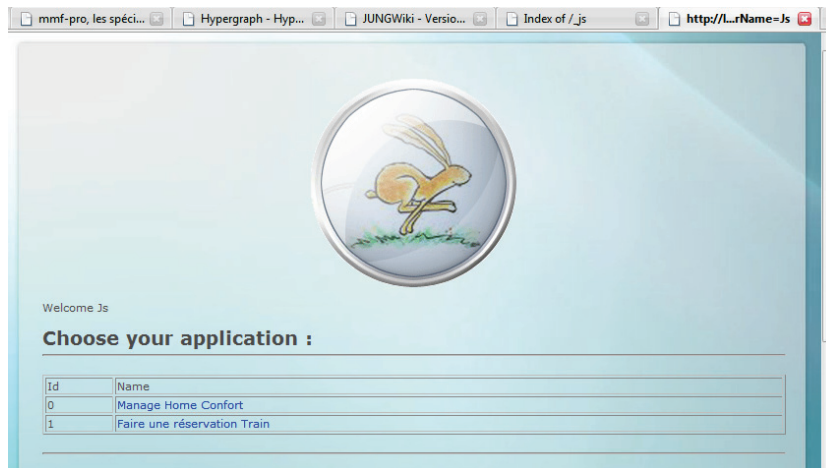 mmf-pro, les spéci... Hypergraph - Hyp... JUNGWiki - Versio... Index of /_js http://l...rName=Js
Welcome Js
Choose your application :
Id Name
0 Manage Home Confort
1 Faire une réservation Train